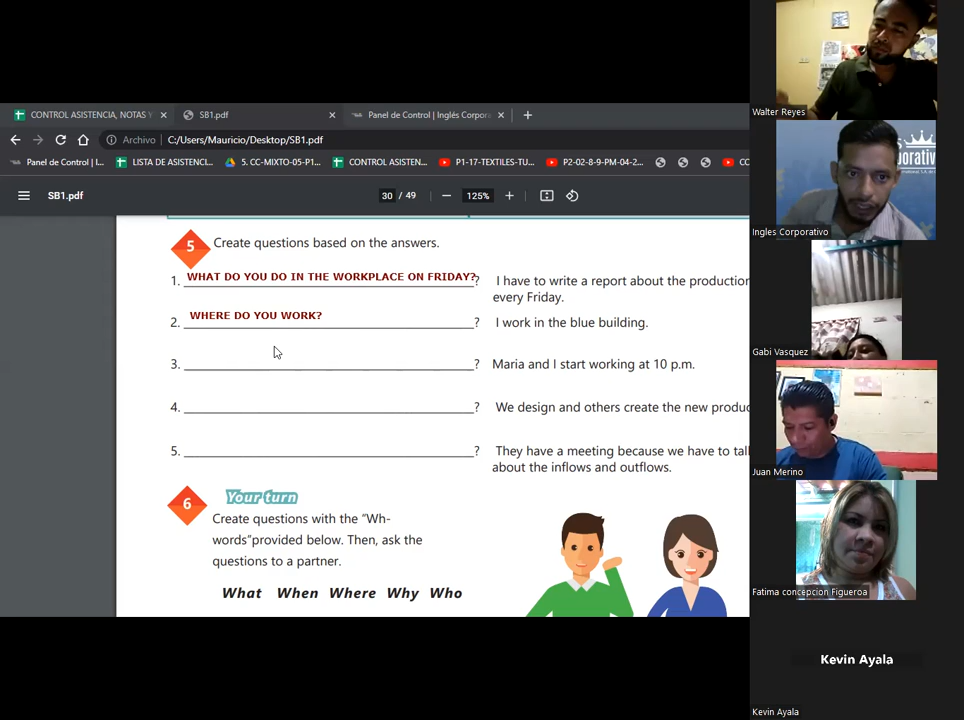 CONTROL ASISTENCIA, NOTAS Y
SB1.pdf
Panel de Control | Inglés Corpor
Archivo
C:/Users/Mauricio/Desktop/SB1.pdf
Panel de Control | I...
LISTA DE ASISTENCI...
5. CC-MIXTO-05-P1...
CONTROL ASISTEN...
P1-17-TEXTILES-TU...
P2-02-8-9-PM-04-2...
CC
SB1.pdf
30 / 49
125%
5
Create questions based on the answers.
1. WHAT DO YOU DO IN THE WORKPLACE ON FRIDAY? ? I have to write a report about the production
every Friday.
2. WHERE DO YOU WORK? ? I work in the blue building.
3. ? Maria and I start working at 10 p.m.
4. ? We design and others create the new produc
5. ? They have a meeting because we have to tal
about the inflows and outflows.
6
Your turn
Create questions with the "Wh-
words"provided below. Then, ask the
questions to a partner.
What When Where Why Who
Walter Reyes
porativ
Ingles Corporativo
Gabi Vasquez
Juan Merino
Fatima concepcion Figueroa
Kevin Ayala
Kevin Ayala